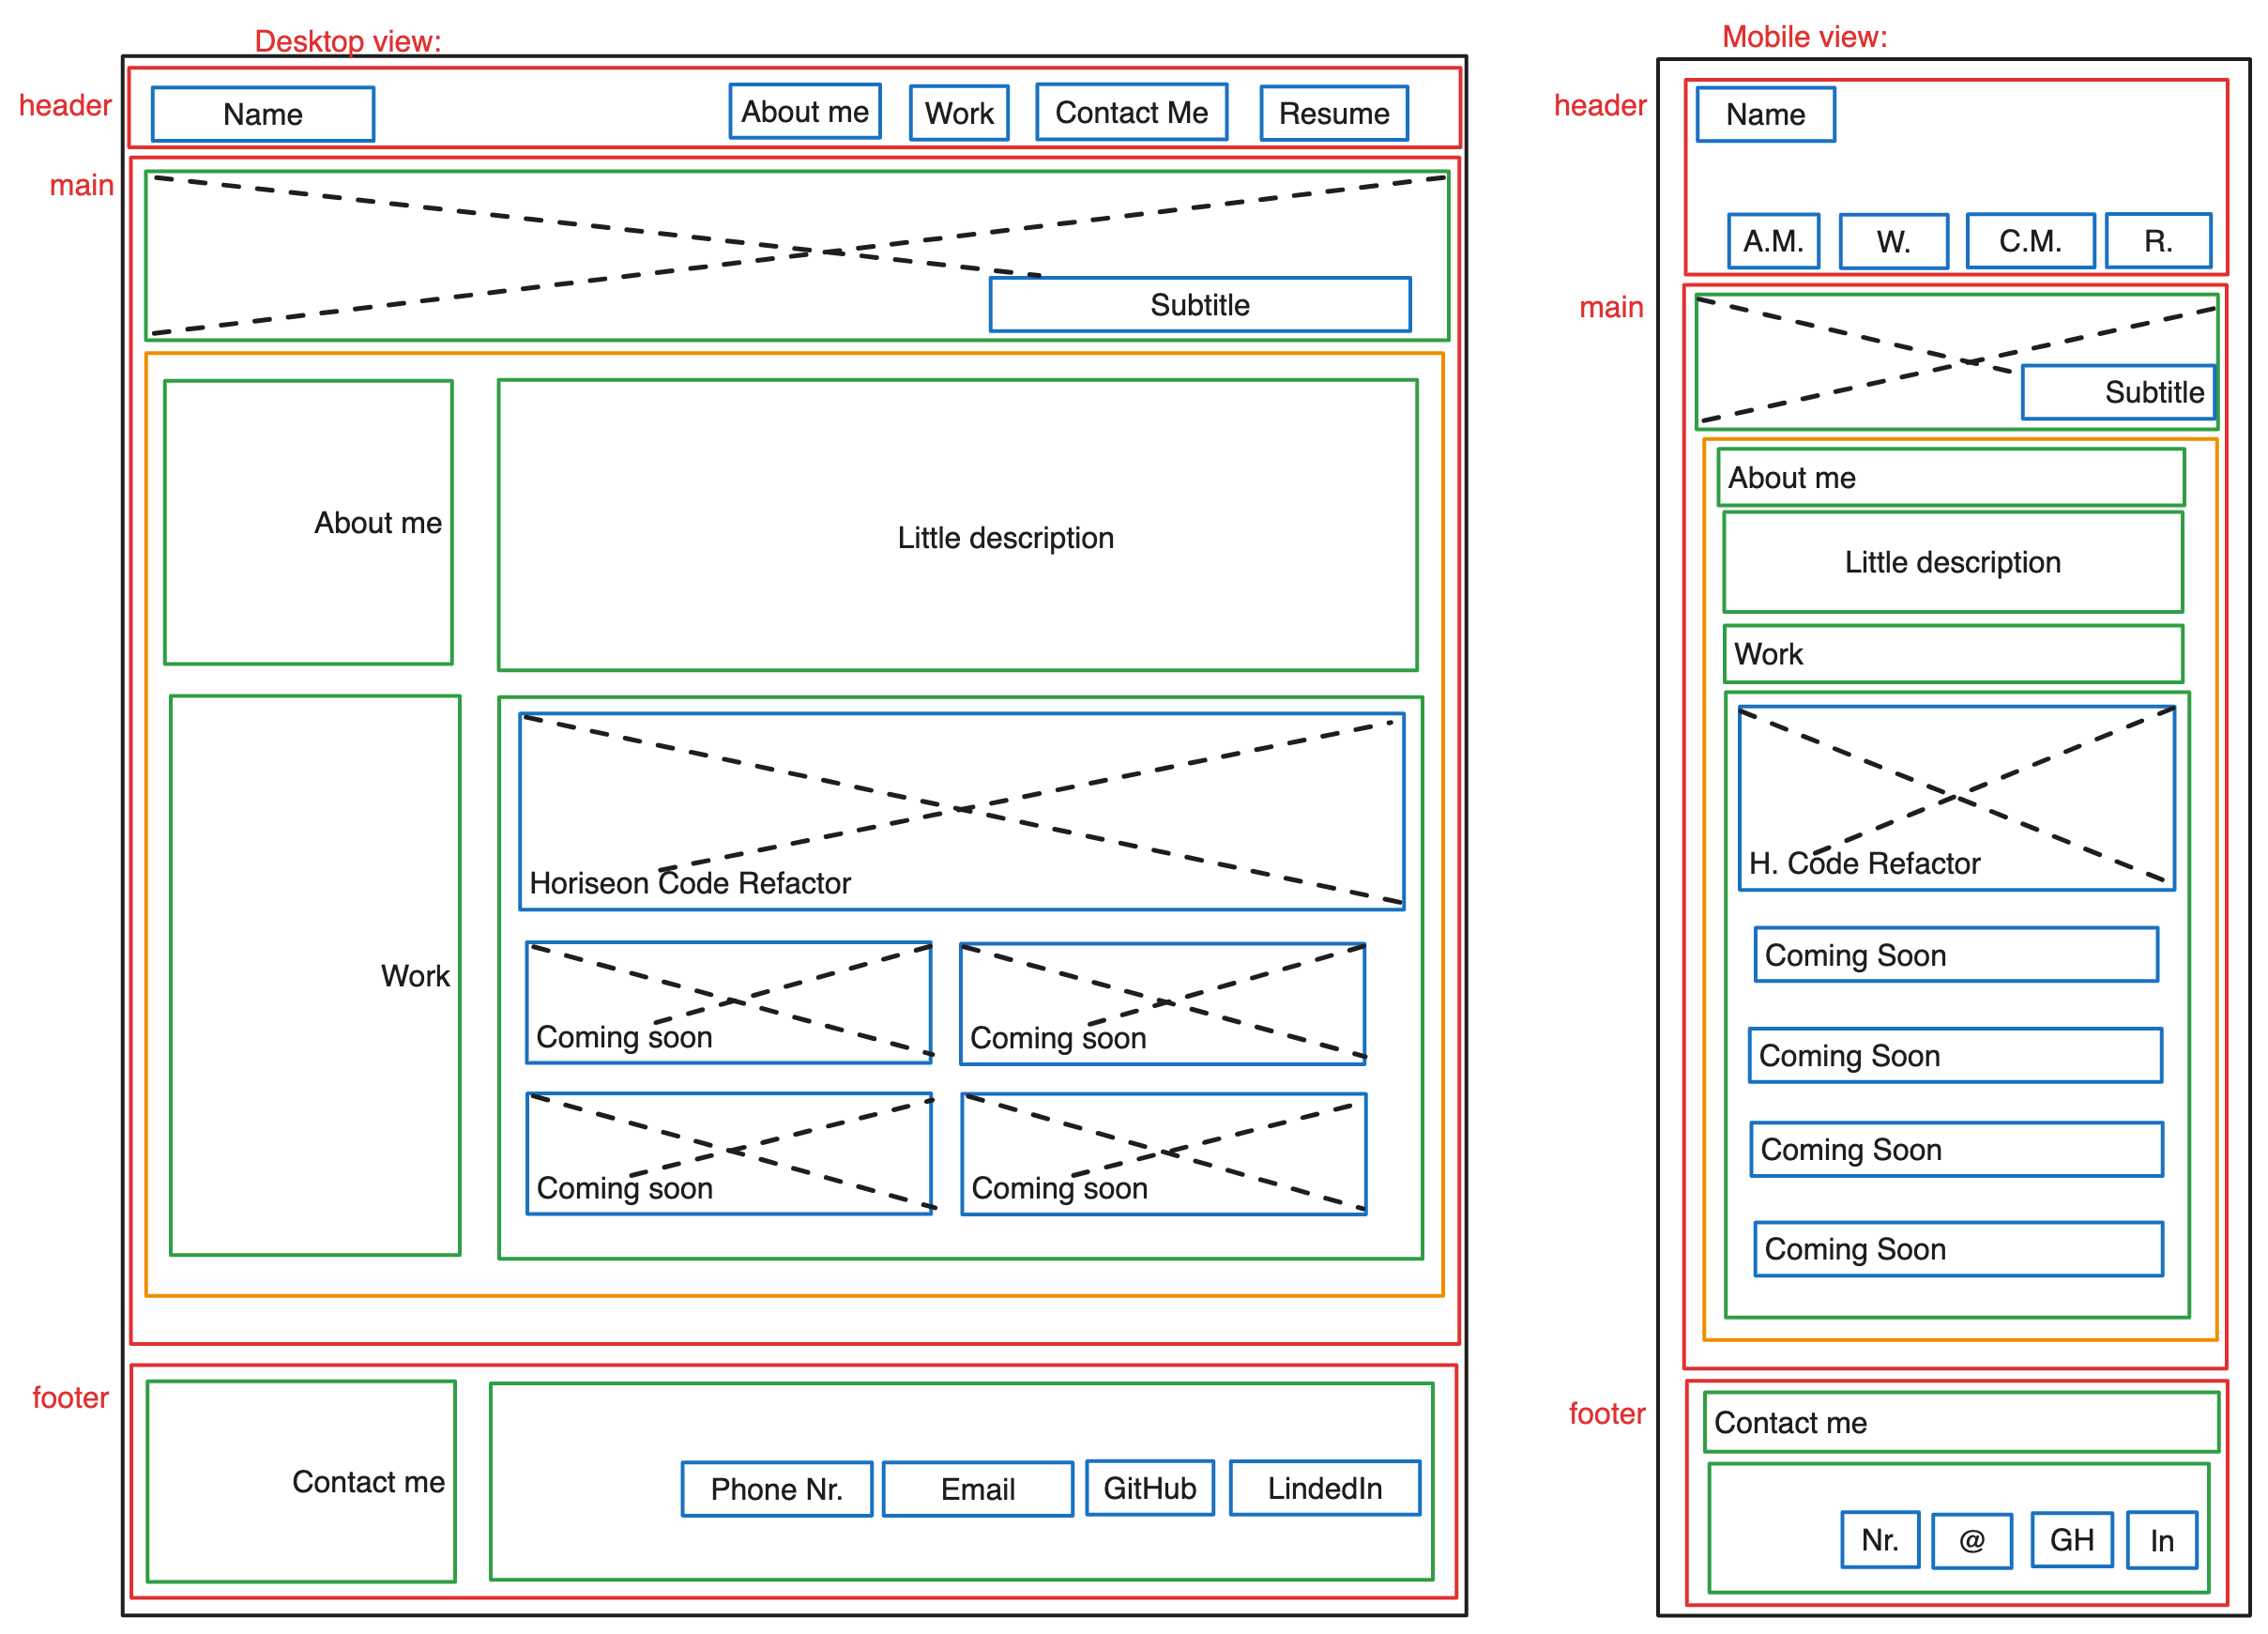 Desktop view:
header
Name
About me
Work
Contact Me
Resume
main
Subtitle
About me
Little description
Work
Horiseon Code Refactor
Coming soon
Coming soon
Coming soon
Coming soon
footer
Contact me
Phone Nr.
Email
GitHub
LindedIn
Mobile view:
header
Name
A.M.
W.
C.M.
R.
main
Subtitle
About me
Little description
Work
H. Code Refactor
Coming Soon
Coming Soon
Coming Soon
Coming Soon
footer
Contact me
Nr.
@
GH
In